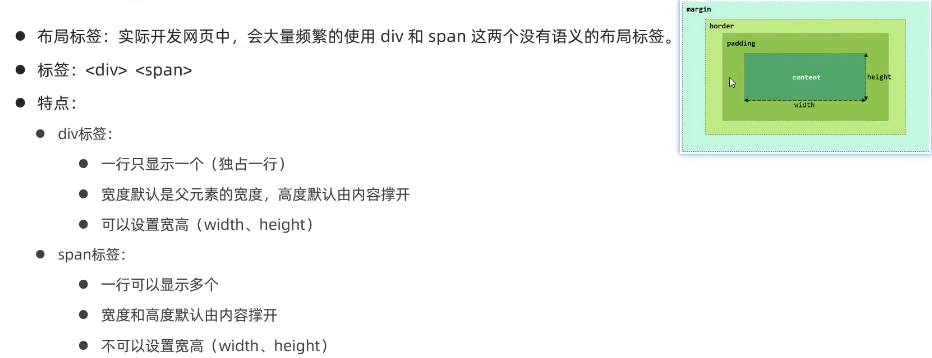 布局标签：实际开发网页中，会大量频繁的使用 div 和 span 这两个没有语义的布局标签。
标签：<div> <span>
特点：
div标签：
一行只显示一个（独占一行）
宽度默认是父元素的宽度，高度默认由内容撑开
可以设置宽高（width、height）
span标签：
一行可以显示多个
宽度和高度默认由内容撑开
不可以设置宽高（width、height）
margin
border
padding
content
height
width